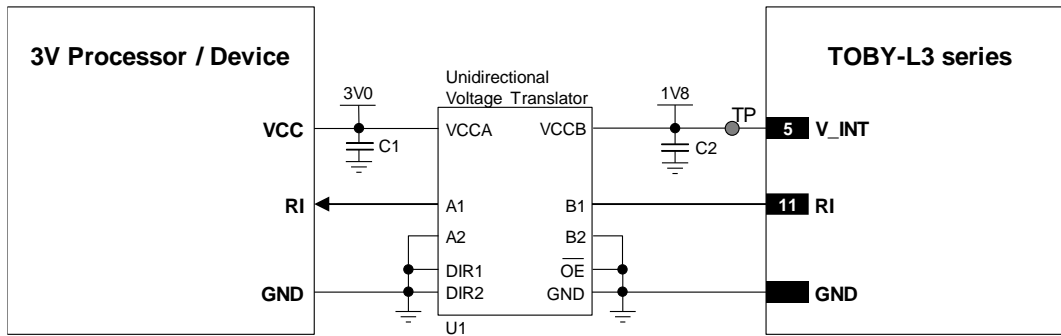 3V Processor / Device
TOBY-L3 series
Unidirectional
Voltage Translator
3V0
1V8
TP
VCC
VCCA
VCCB
5
V_INT
C1
C2
RI
A1
B1
11
RI
A2
B2
DIR1
OE
GND
DIR2
GND
GND
U1